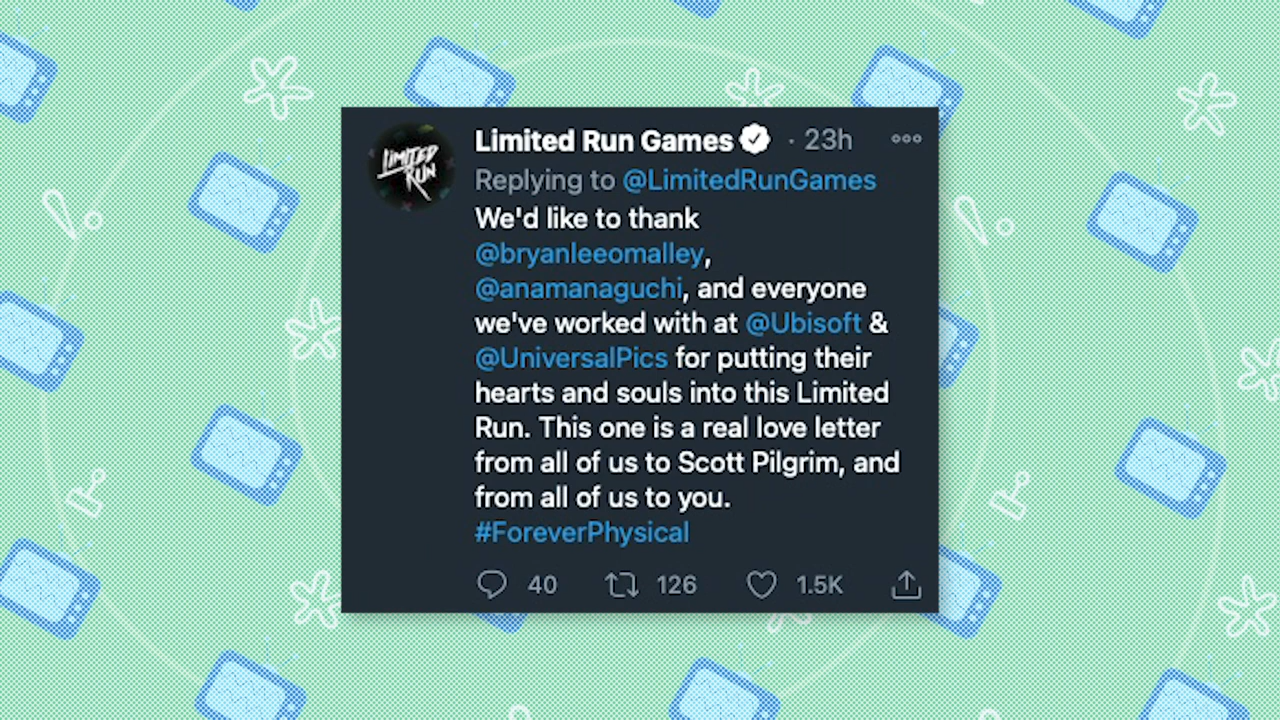 LIMITED
RUN
Limited Run Games · 23h
Replying to @LimitedRunGames
We'd like to thank
@bryanleeomalley,
@anamanaguchi, and everyone
we've worked with at @Ubisoft &
@UniversalPics for putting their
hearts and souls into this Limited
Run. This one is a real love letter
from all of us to Scott Pilgrim, and
from all of us to you.
#ForeverPhysical
40 126 1.5K